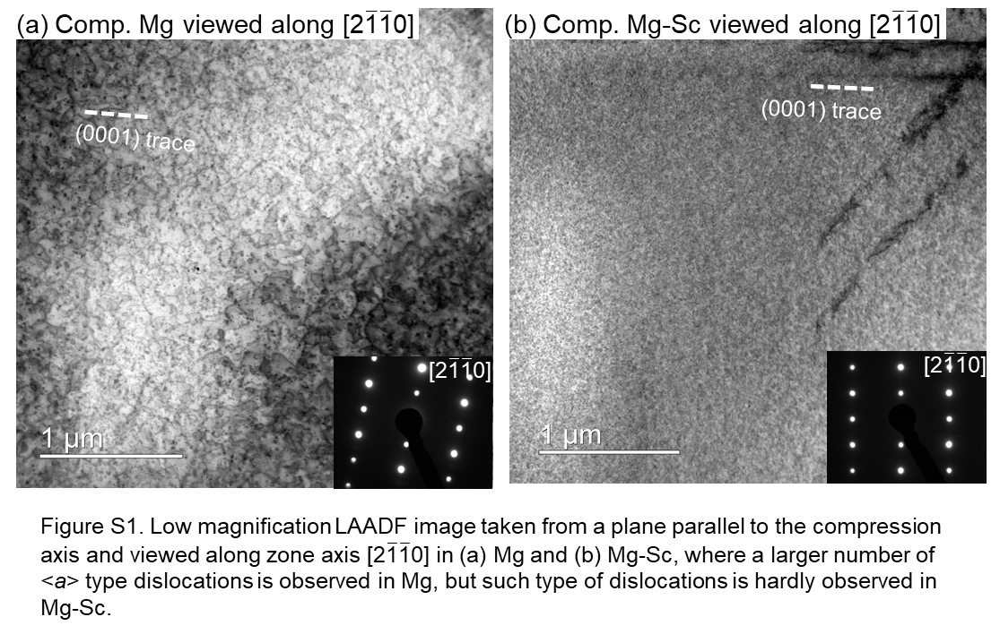 (a) Comp. Mg viewed along [21̅1̅0]
(b) Comp. Mg-Sc viewed along [21̅1̅0]
(0001) trace
(0001) trace
[21̅1̅0]
[21̅1̅0]
1 µm
1 µm
Figure S1. Low magnification LAADF image taken from a plane parallel to the compression
axis and viewed along zone axis [21̅1̅0] in (a) Mg and (b) Mg-Sc, where a larger number of
<a> type dislocations is observed in Mg, but such type of dislocations is hardly observed in
Mg-Sc.